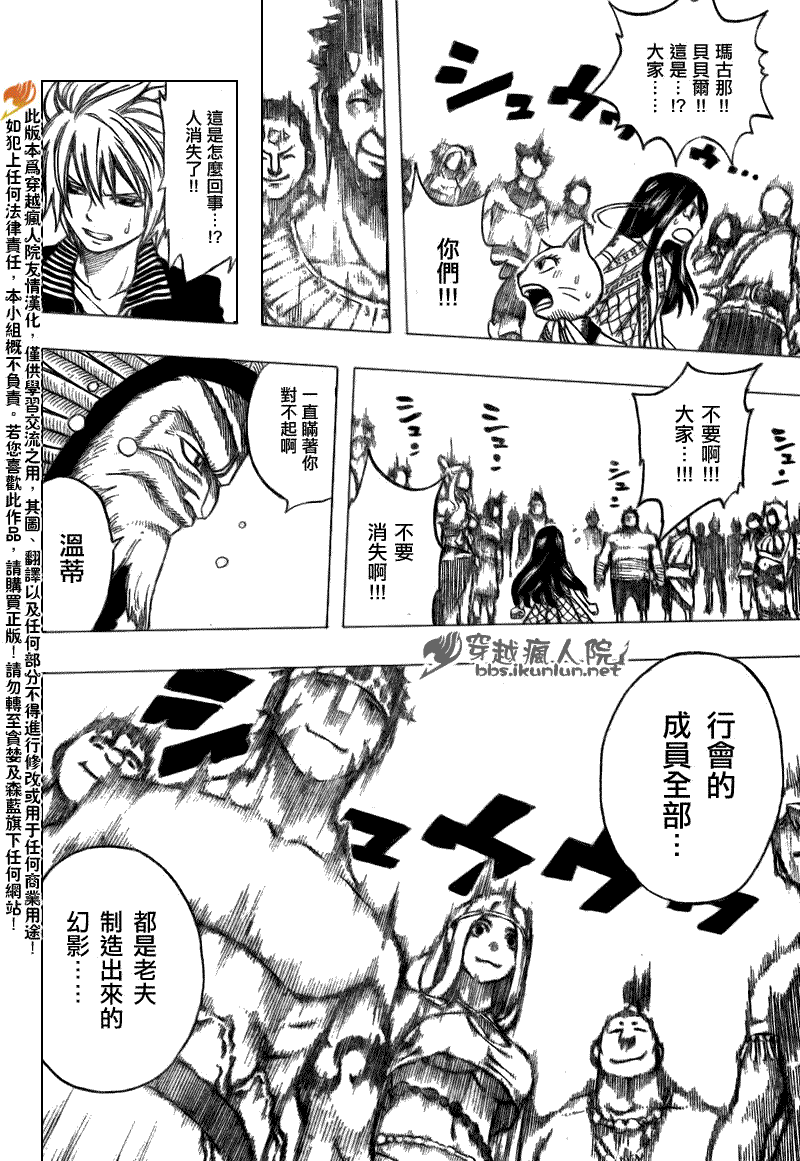 瑪古那!!
貝貝爾!!
這是…!?
大家……
シュウウ
你們!!!
這是怎麼回事…!?
人消失了!!
不要啊!!!
大家…!!!
不要
消失啊!!!
一直瞞著你
對不起啊
溫蒂
穿越瘋人院
bbs.ikunlun.net
行會的
成員全部…
シュウウウ
都是老夫
制造出來的
幻影……
此版本爲穿越瘋人院友情漢化，僅供學習交流之用，其圖、翻譯以及任何部分不得進行修改或用于任何商業用途！
如犯上任何法律責任，本小組概不負責。若您喜歡此作品，請購買正版！請勿轉至貪婪及森藍旗下任何網站！